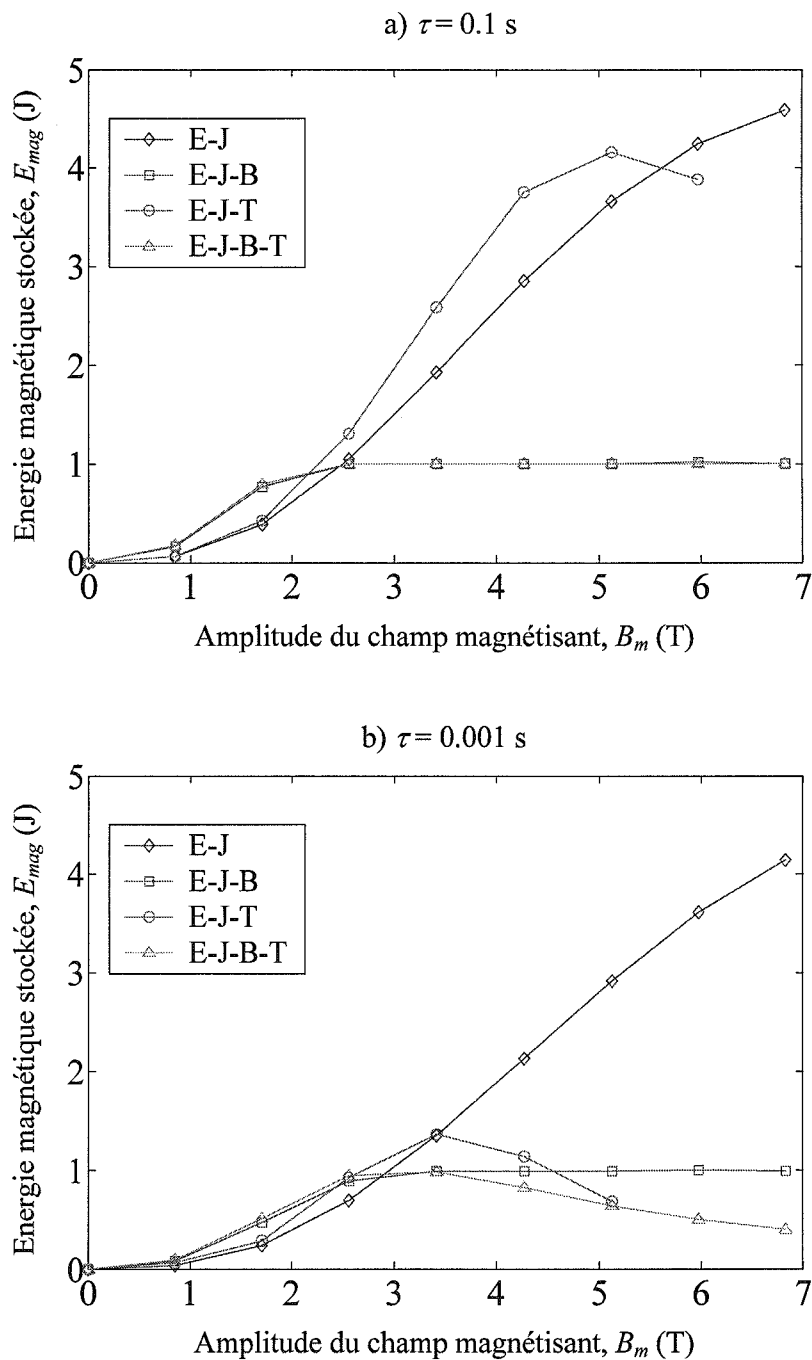 a) τ = 0.1 s
Energie magnétique stockée, E_mag (J)
5
4
3
2
1
0
E-J
E-J-B
E-J-T
E-J-B-T
0 1 2 3 4 5 6 7
Amplitude du champ magnétisant, B_m (T)
b) τ = 0.001 s
Energie magnétique stockée, E_mag (J)
5
4
3
2
1
0
E-J
E-J-B
E-J-T
E-J-B-T
0 1 2 3 4 5 6 7
Amplitude du champ magnétisant, B_m (T)